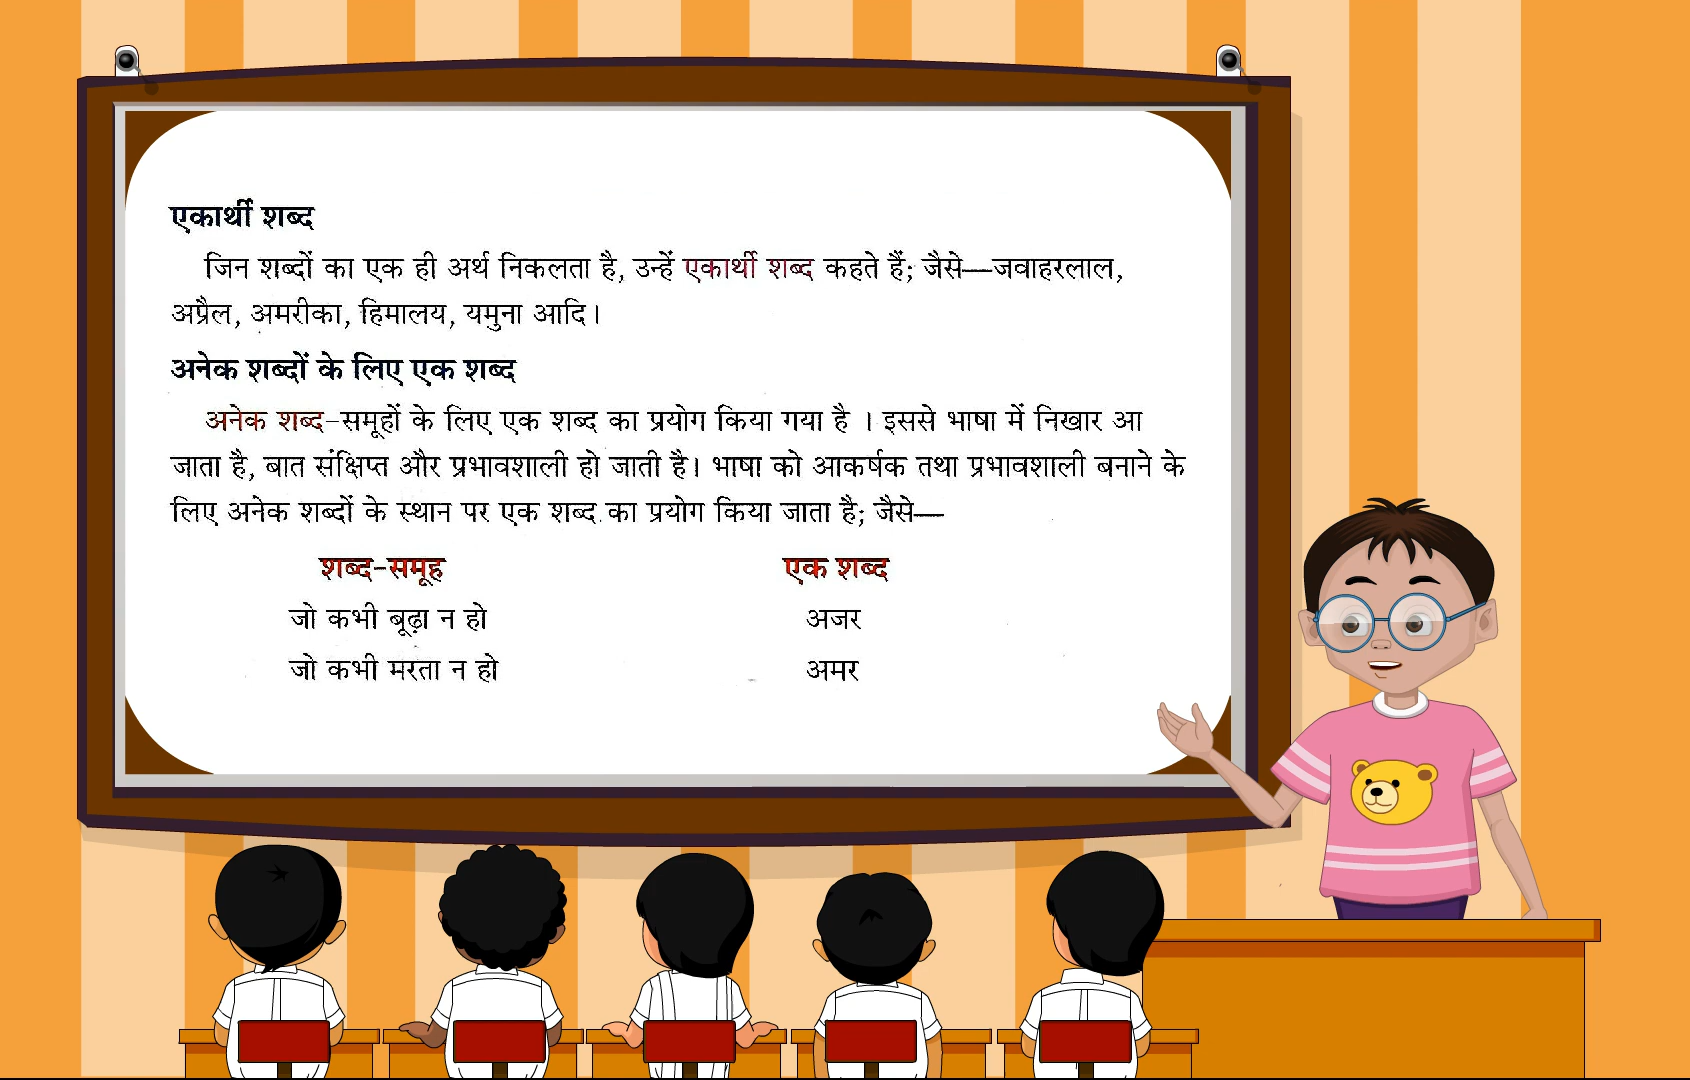 एकार्थी शब्द
जिन शब्दों का एक ही अर्थ निकलता है, उन्हें एकार्थी शब्द कहते हैं; जैसे—जवाहरलाल,
अप्रैल, अमरीका, हिमालय, यमुना आदि।
अनेक शब्दों के लिए एक शब्द
अनेक शब्द-समूहों के लिए एक शब्द का प्रयोग किया गया है । इससे भाषा में निखार आ
जाता है, बात संक्षिप्त और प्रभावशाली हो जाती है। भाषा को आकर्षक तथा प्रभावशाली बनाने के
लिए अनेक शब्दों के स्थान पर एक शब्द का प्रयोग किया जाता है; जैसे—
शब्द-समूह एक शब्द
जो कभी बूढ़ा न हो अजर
जो कभी मरता न हो अमर